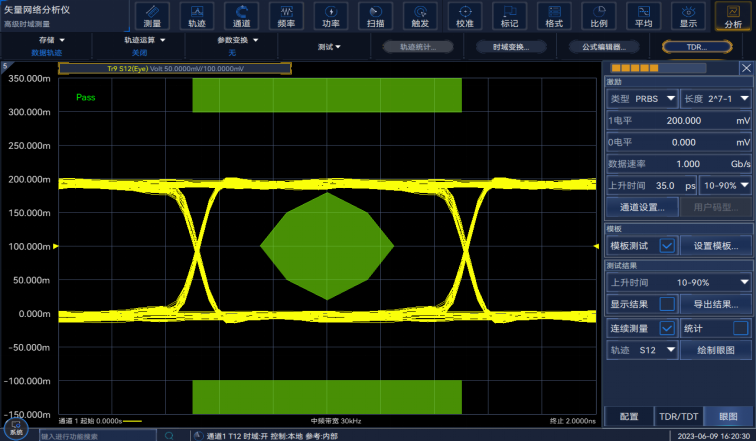 矢量网络分析仪
高级时域测量
测量
轨迹
通道
频率
功率
扫描
触发
校准
标记
格式
比例
平均
显示
分析
存储
数据轨迹
轨迹运算
关闭
参数变换
无
测试
轨迹统计...
时域变换...
公式编辑器...
TDR...
5
Tr9 S12(Eye) Volt 50.0000mV/100.0000mV
350.000m
300.000m
250.000m
200.000m
150.000m
100.000m
50.000m
0.000m
-50.000m
-100.000m
-150.000m
Pass
通道 1 起始 0.0000s
中频带宽 30kHz
终止 2.0000ns
激励
类型 PRBS 长度 2^7-1
1电平 200.000 mV
0电平 0.000 mV
数据速率 1.000 Gb/s
上升时间 35.0 ps 10-90%
通道设置... 用户码型...
模板
模板测试 设置模板...
测试结果
上升时间 10-90%
显示结果 导出结果...
连续测量 统计
轨迹 S12 绘制眼图
配置 TDR/TDT 眼图
系统
键入进行功能搜索
通道1 T12 时域:开 控制:本地 参考:内部
2023-06-09 16:20:30